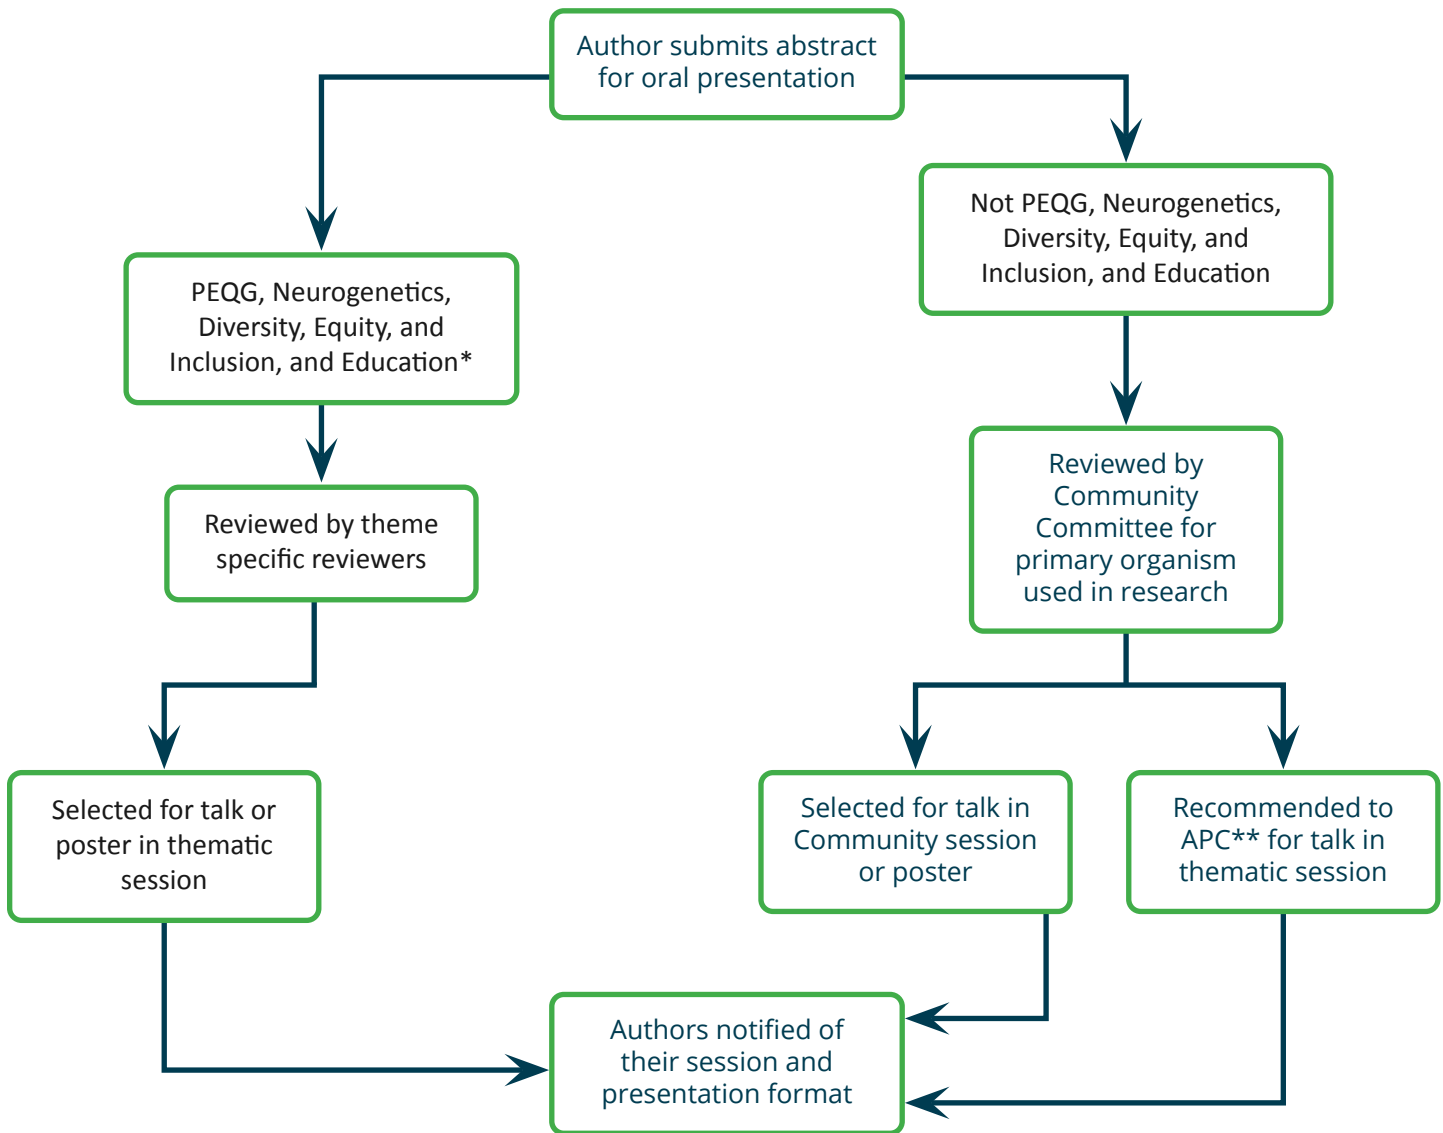 Author submits abstract
for oral presentation
PEQG, Neurogenetics,
Diversity, Equity, and
Inclusion, and Education*
Reviewed by theme
specific reviewers
Selected for talk or
poster in thematic
session
Not PEQG, Neurogenetics,
Diversity, Equity, and
Inclusion, and Education
Reviewed by
Community
Committee for
primary organism
used in research
Selected for talk in
Community session
or poster
Recommended to
APC** for talk in
thematic session
Authors notified of
their session and
presentation format